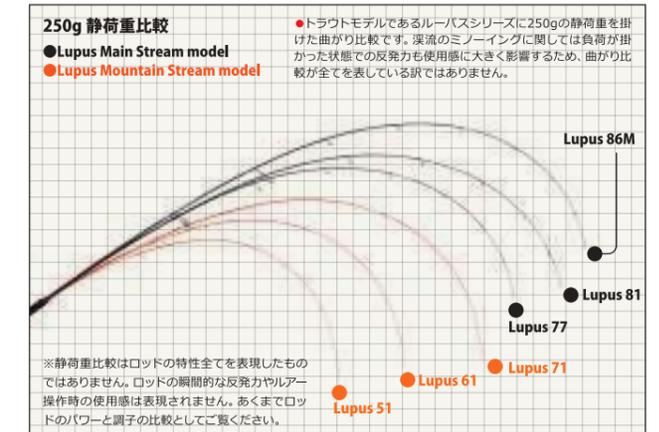 250g 静荷重比較
●Lupus Main Stream model
●Lupus Mountain Stream model
●トラウトモデルであるルーパスシリーズに250gの静荷重を掛
けた曲がり比較です。渓流のミノーイングに関しては負荷が掛
かった状態での反発力も使用感に大きく影響するため、曲がり比
較が全てを表している訳ではありません。
Lupus 86M
Lupus 81
Lupus 77
Lupus 71
Lupus 61
Lupus 51
※静荷重比較はロッドの特性全てを表現したもの
ではありません。ロッドの瞬間的な反発力やルアー
操作時の使用感は表現されません。あくまでロッ
ドのパワーと調子の比較としてご覧ください。